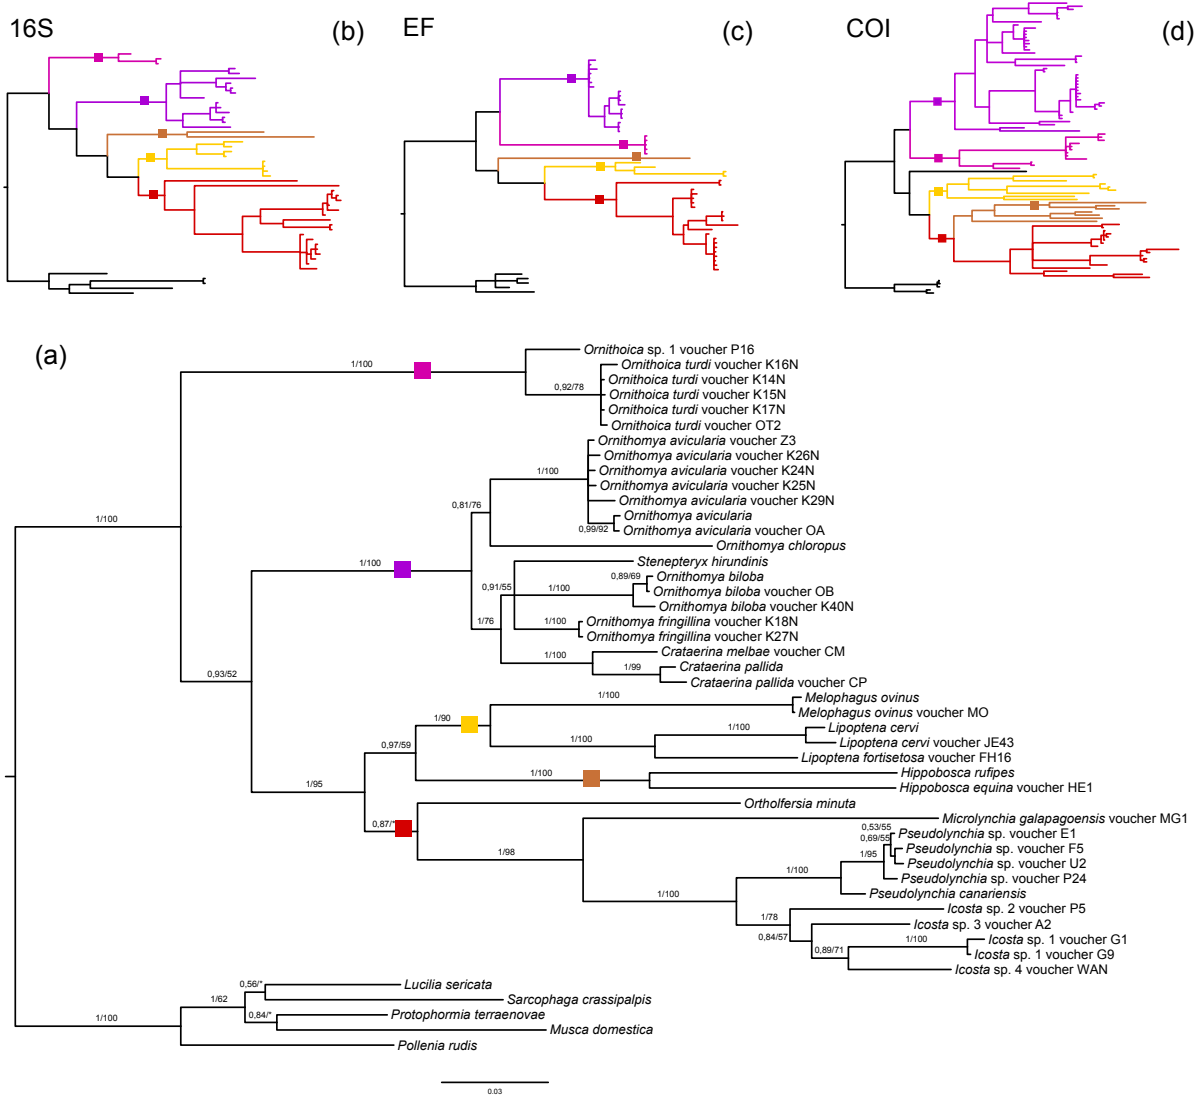 16S (b) EF (c) COI (d)
(a)
Ornithoica sp. 1 voucher P16
1/100
Ornithoica turdi voucher K16N
Ornithoica turdi voucher K14N
0,92/78
Ornithoica turdi voucher K15N
Ornithoica turdi voucher K17N
Ornithoica turdi voucher OT2
Ornithomya avicularia voucher Z3
Ornithomya avicularia voucher K26N
Ornithomya avicularia voucher K24N
1/100
Ornithomya avicularia voucher K25N
Ornithomya avicularia voucher K29N
0,81/76
Ornithomya avicularia
1/100
0,99/92
Ornithomya avicularia voucher OA
Ornithomya chloropus
Stenepteryx hirundinis
1/100
0,89/69
Ornithomya biloba
0,91/55
1/100
Ornithomya biloba voucher OB
Ornithomya biloba voucher K40N
Ornithomya fringillina voucher K18N
1/76
1/100
Ornithomya fringillina voucher K27N
Crataerina melbae voucher CM
1/100
Crataerina pallida
1/99
0,93/52
Crataerina pallida voucher CP
1/100
Melophagus ovinus
Melophagus ovinus voucher MO
1/90
Lipoptena cervi
1/100
1/100
Lipoptena cervi voucher JE43
0,97/59
Lipoptena fortisetosa voucher FH16
1/100
Hippobosca rufipes
1/95
Hippobosca equina voucher HE1
Ortholfersia minuta
Microlynchia galapagoensis voucher MG1
0,87/*
0,53/55
Pseudolynchia sp. voucher E1
0,69/55
Pseudolynchia sp. voucher F5
1/98
1/95
Pseudolynchia sp. voucher U2
1/100
Pseudolynchia sp. voucher P24
1/100
Pseudolynchia canariensis
Icosta sp. 2 voucher P5
1/78
Icosta sp. 3 voucher A2
0,84/57
1/100
Icosta sp. 1 voucher G1
0,89/71
Icosta sp. 1 voucher G9
Icosta sp. 4 voucher WAN
0,56/*
Lucilia sericata
1/62
Sarcophaga crassipalpis
0,84/*
Protophormia terraenovae
1/100
Musca domestica
Pollenia rudis
0.03